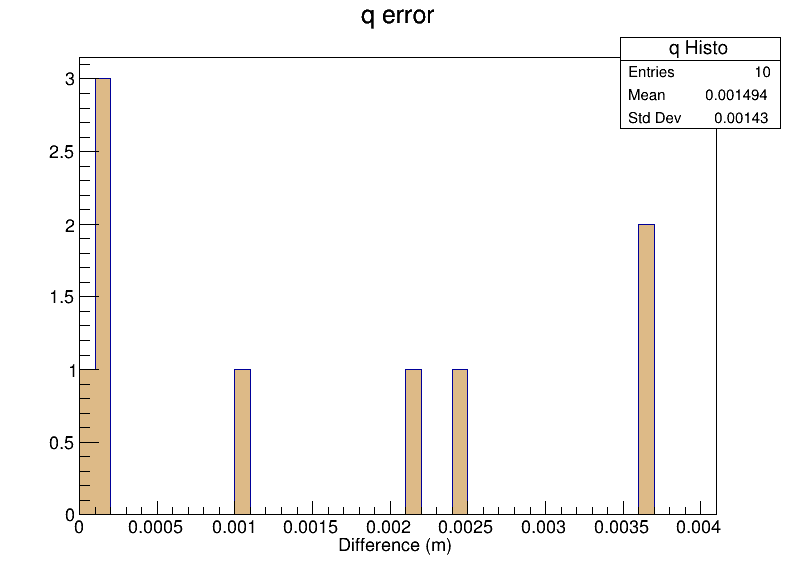 q error
q Histo
Entries 10
Mean 0.001494
Std Dev 0.00143
3
2.5
2
1.5
1
0.5
0
0 0.0005 0.001 0.0015 0.002 0.0025 0.003 0.0035 0.004
Difference (m)